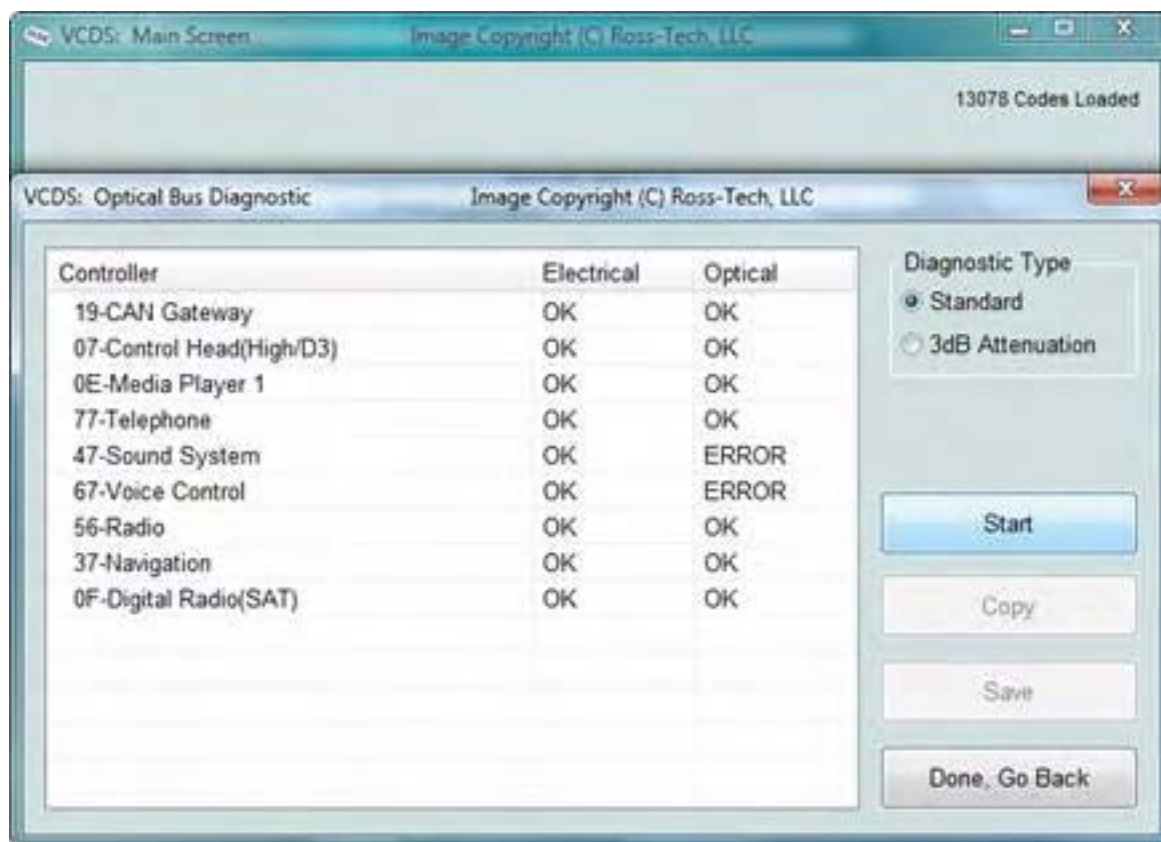 VCDS: Main Screen Image Copyright (C) Ross-Tech, LLC
13078 Codes Loaded
VCDS: Optical Bus Diagnostic Image Copyright (C) Ross-Tech, LLC
Controller Electrical Optical
19-CAN Gateway OK OK
07-Control Head(High/D3) OK OK
0E-Media Player 1 OK OK
77-Telephone OK OK
47-Sound System OK ERROR
67-Voice Control OK ERROR
56-Radio OK OK
37-Navigation OK OK
0F-Digital Radio(SAT) OK OK
Diagnostic Type
Standard
3dB Attenuation
Start
Copy
Save
Done, Go Back